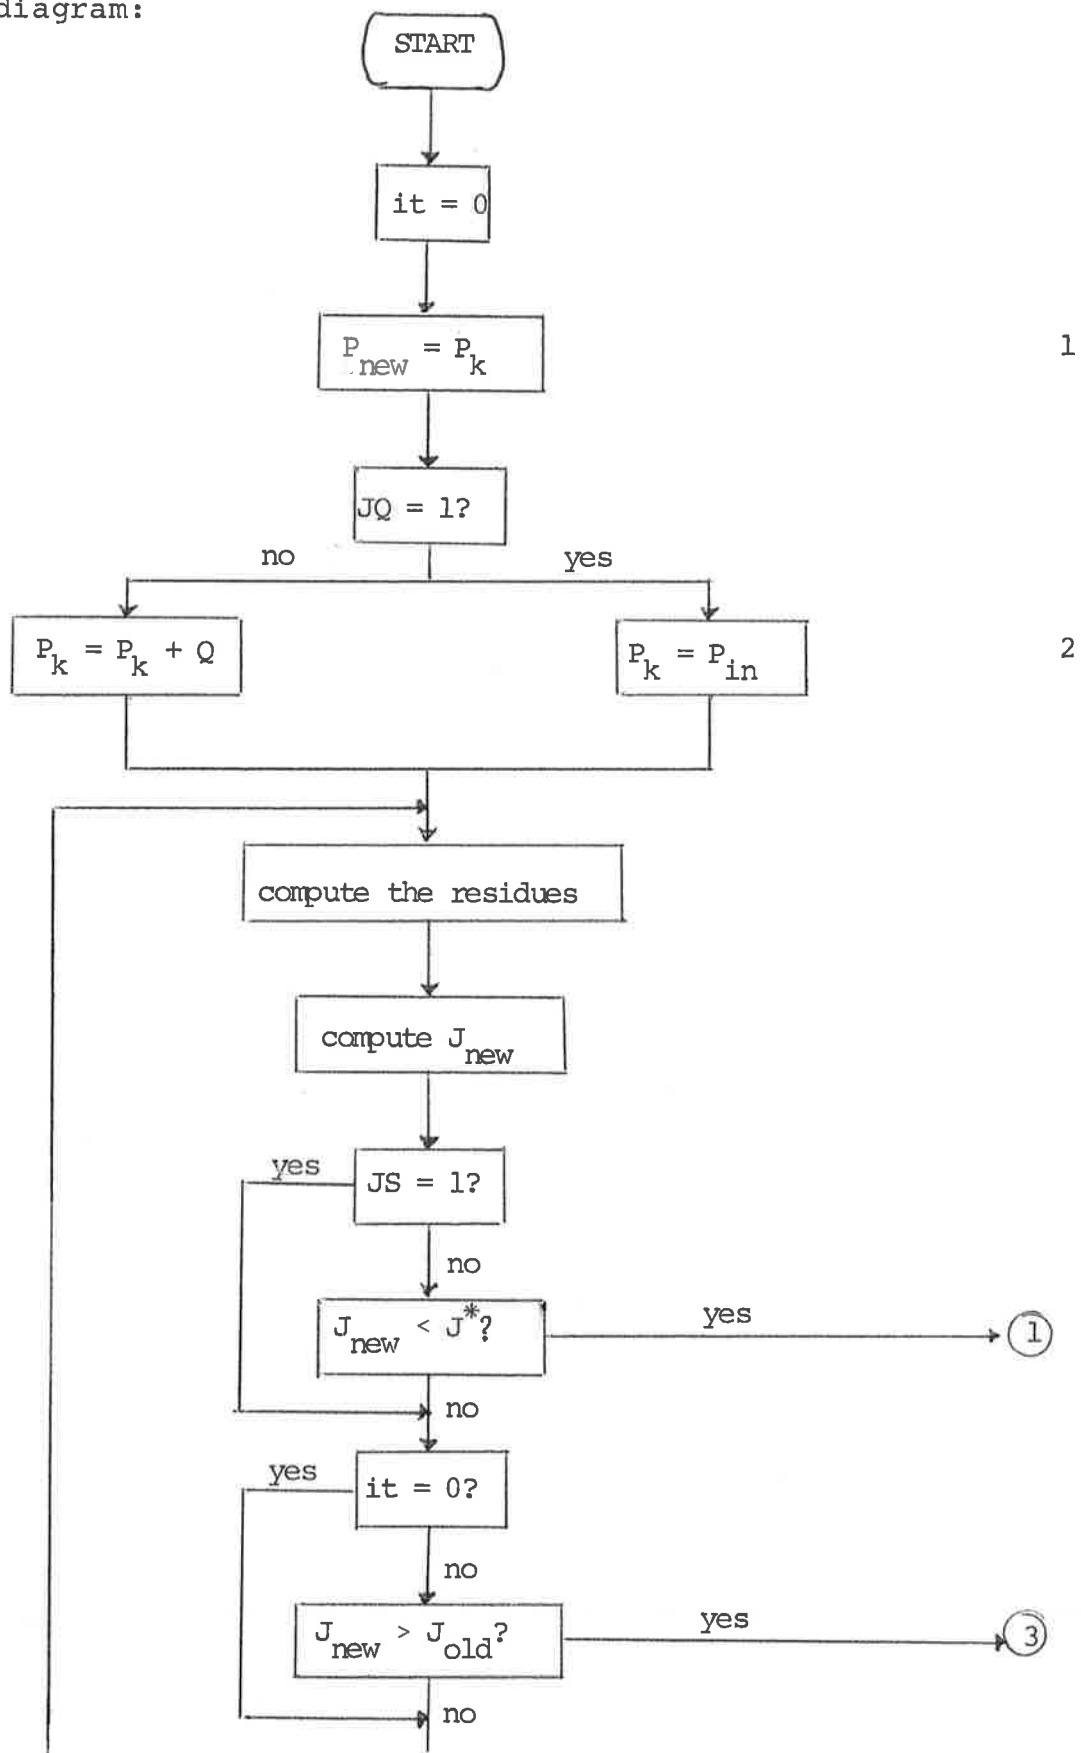 diagram:
START
it = 0
P_new = P_k
1
JQ = 1?
no
yes
P_k = P_k + Q
P_k = P_in
2
compute the residues
compute J_new
yes
JS = 1?
no
J_new < J*?
yes
1
no
yes
it = 0?
no
J_new > J_old?
yes
3
no